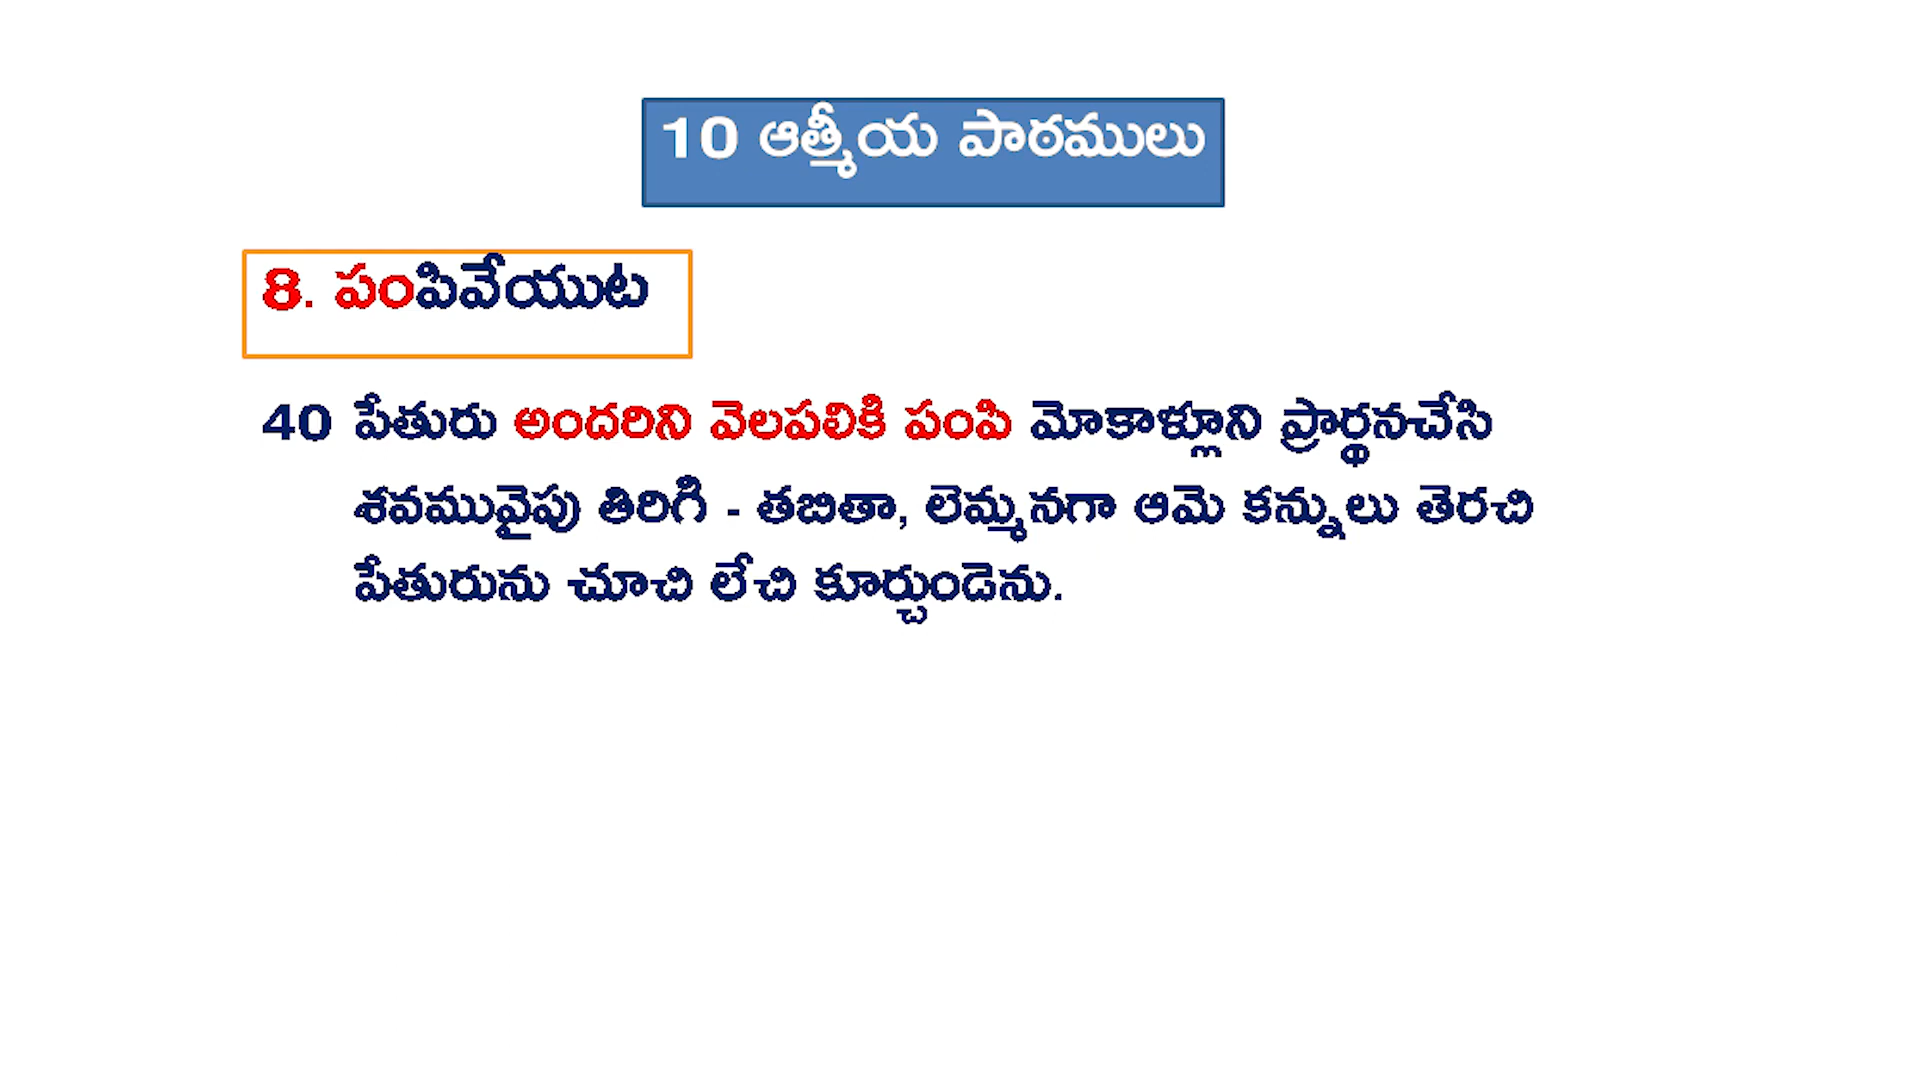 10 ఆత్మీయ పాఠములు
8. పంపివేయుట
40 పేతురు అందరిని వెలపలికి పంపి మోకాళ్లూని ప్రార్థనచేసి
శవమువైపు తిరిగి - తబితా, లెమ్మనగా ఆమె కన్నులు తెరచి
పేతురును చూచి లేచి కూర్చుండెను.